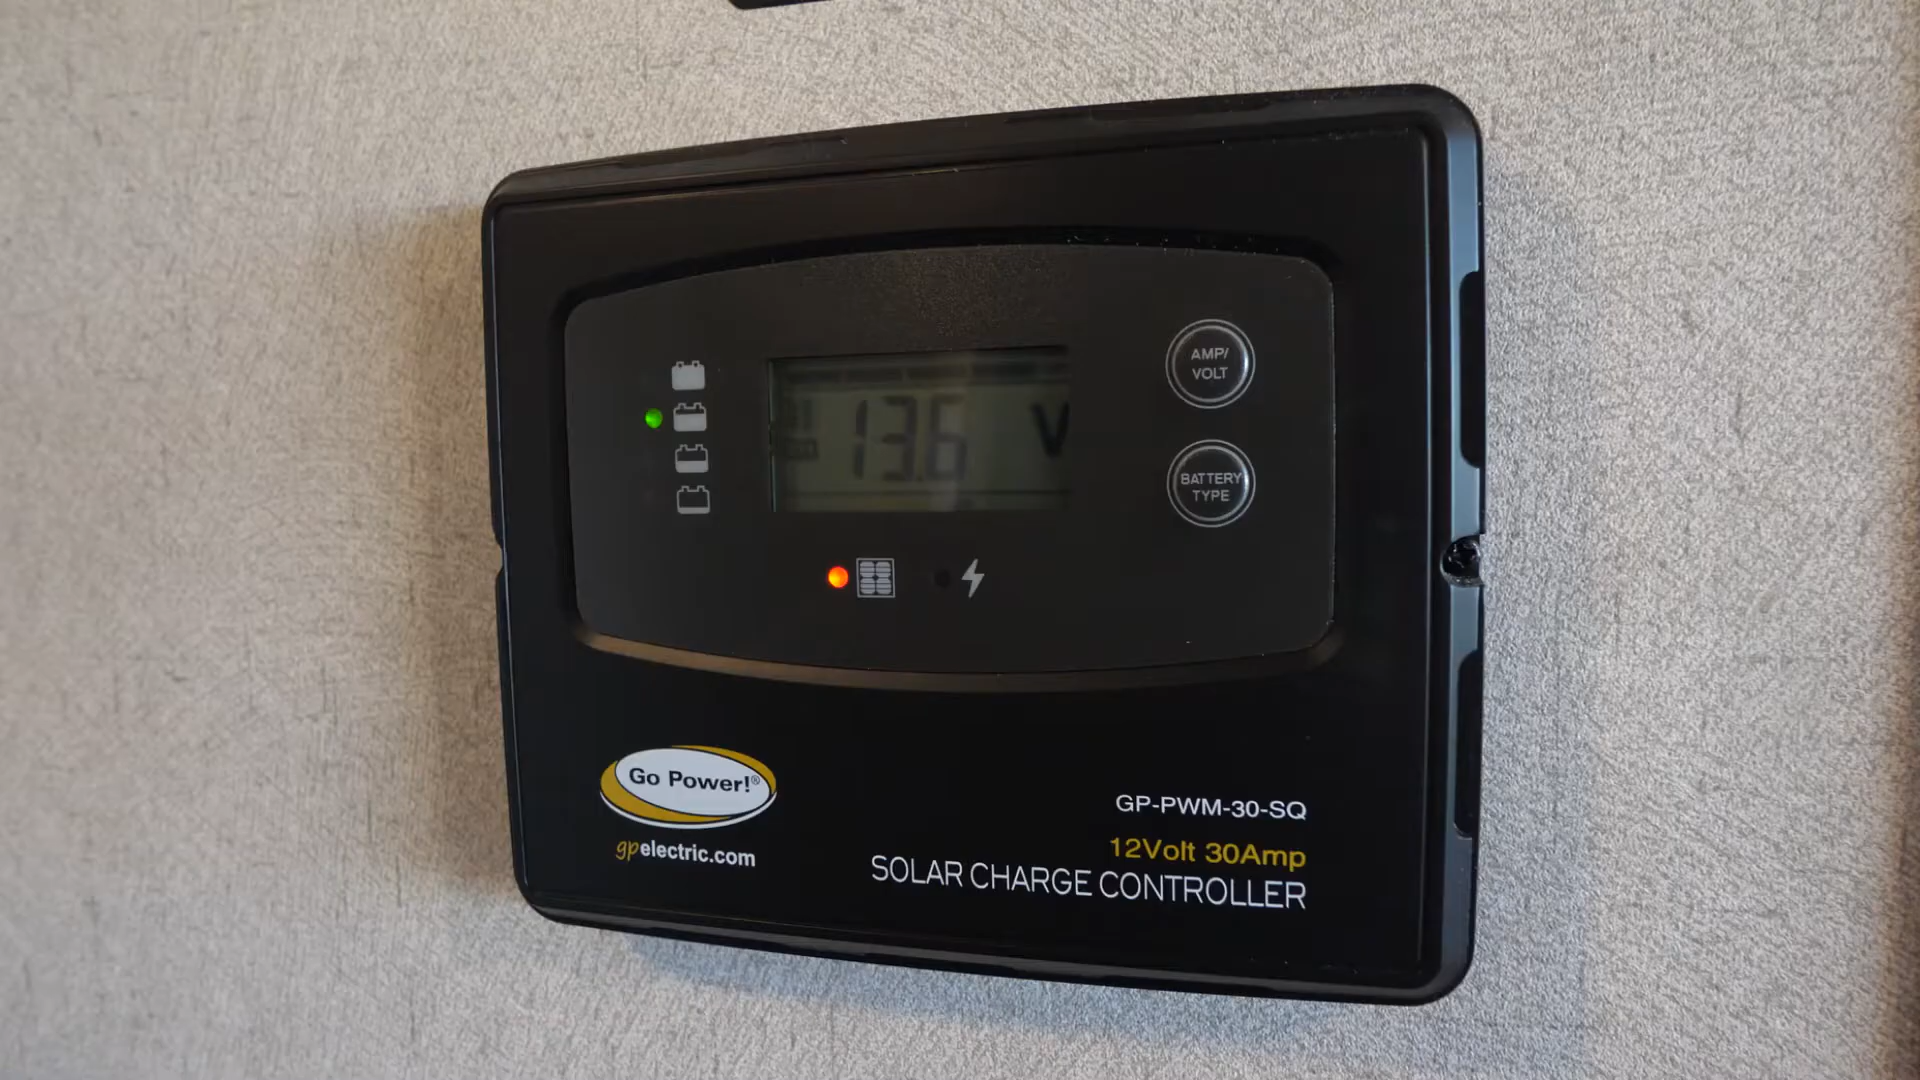 13.6 V
AMP/
VOLT
BATTERY
TYPE
Go Power!®
gpelectric.com
GP-PWM-30-SQ
12Volt 30Amp
SOLAR CHARGE CONTROLLER